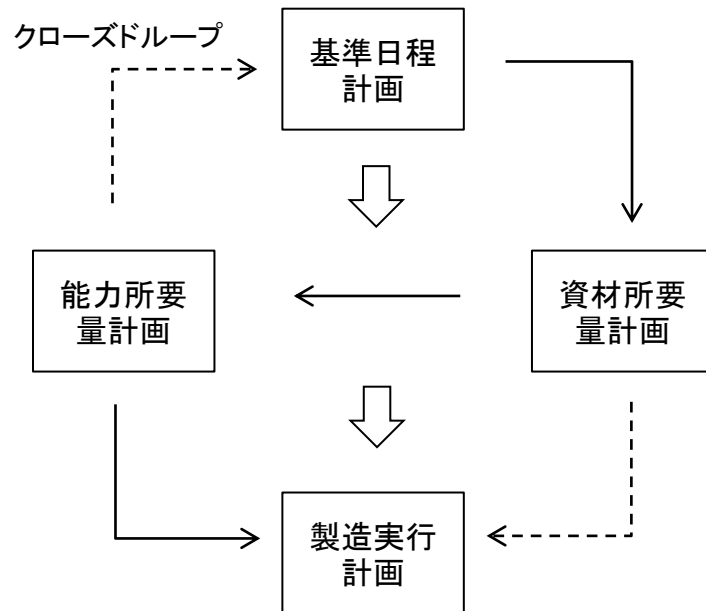 クローズドループ
基準日程
計画
能力所要
量計画
資材所要
量計画
製造実行
計画